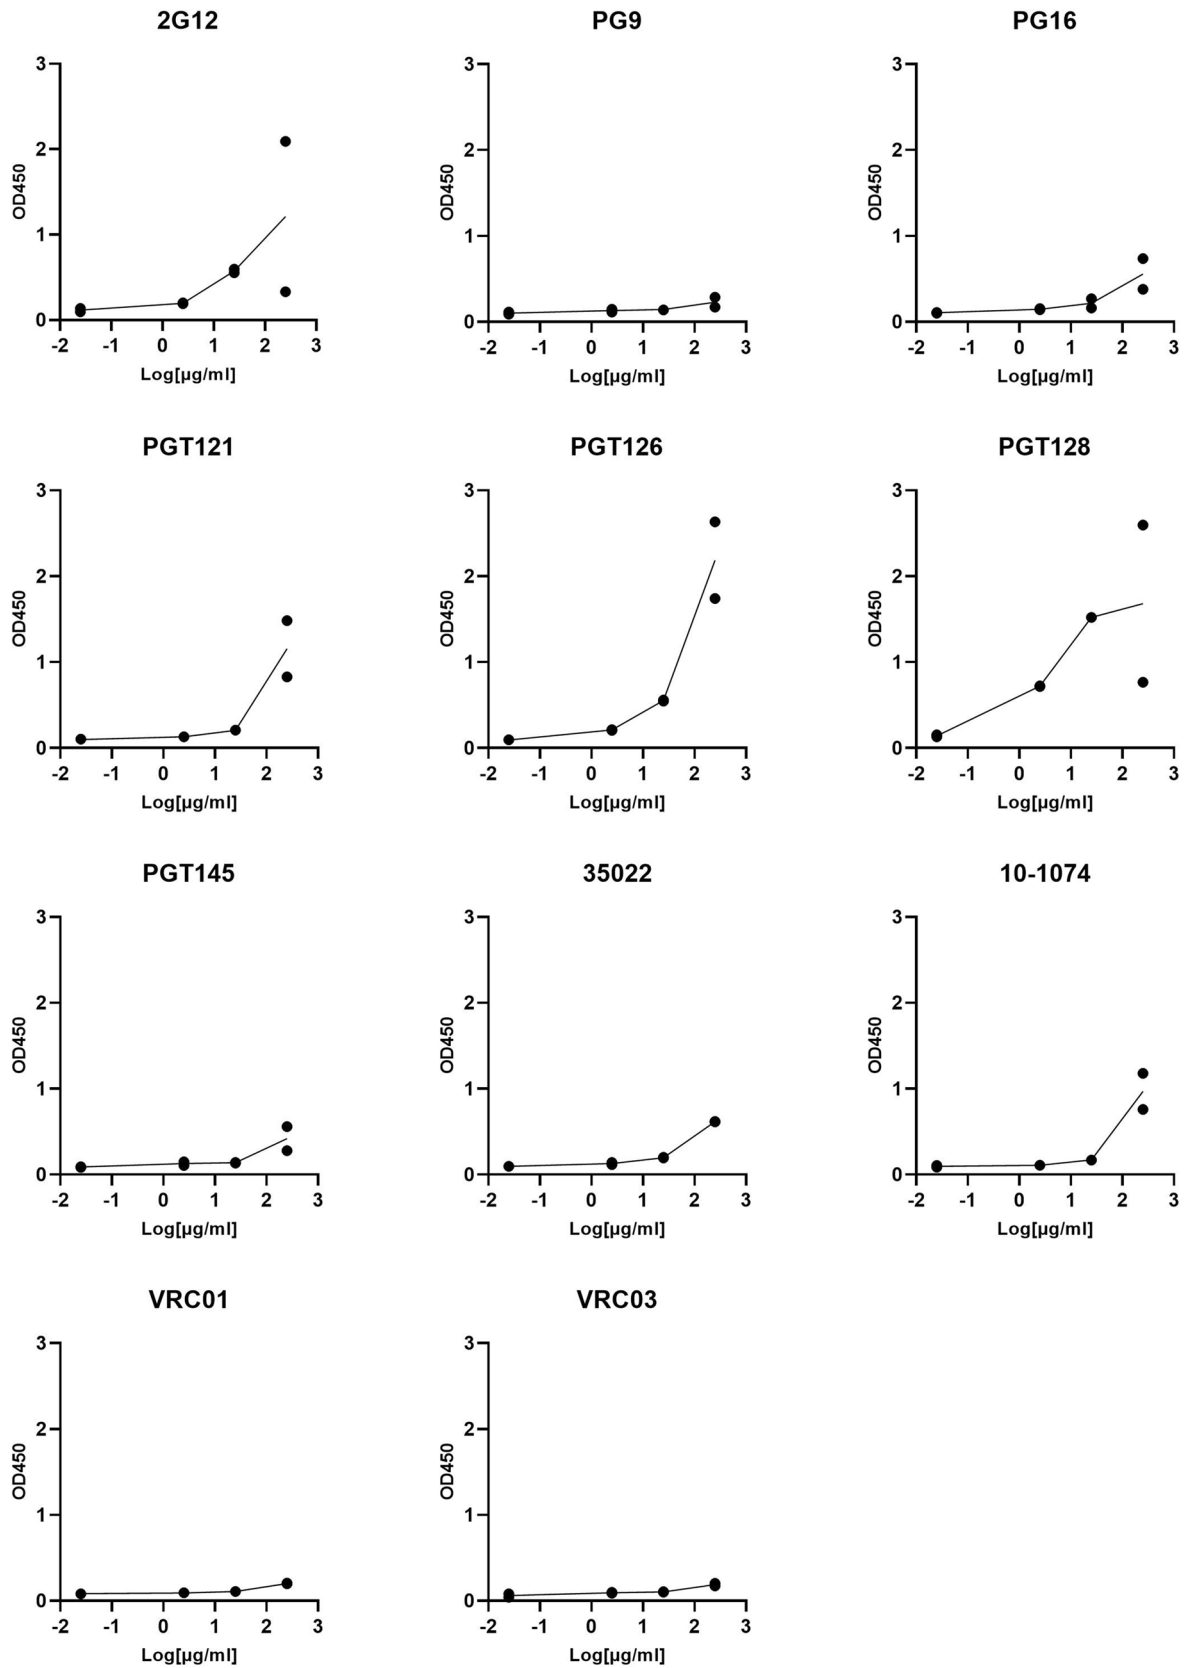 2G12
3
2
1
0
OD450
-2 -1 0 1 2 3
Log[µg/ml]
PG9
3
2
1
0
OD450
-2 -1 0 1 2 3
Log[µg/ml]
PG16
3
2
1
0
OD450
-2 -1 0 1 2 3
Log[µg/ml]
PGT121
3
2
1
0
OD450
-2 -1 0 1 2 3
Log[µg/ml]
PGT126
3
2
1
0
OD450
-2 -1 0 1 2 3
Log[µg/ml]
PGT128
3
2
1
0
OD450
-2 -1 0 1 2 3
Log[µg/ml]
PGT145
3
2
1
0
OD450
-2 -1 0 1 2 3
Log[µg/ml]
35022
3
2
1
0
OD450
-2 -1 0 1 2 3
Log[µg/ml]
10-1074
3
2
1
0
OD450
-2 -1 0 1 2 3
Log[µg/ml]
VRC01
3
2
1
0
OD450
-2 -1 0 1 2 3
Log[µg/ml]
VRC03
3
2
1
0
OD450
-2 -1 0 1 2 3
Log[µg/ml]